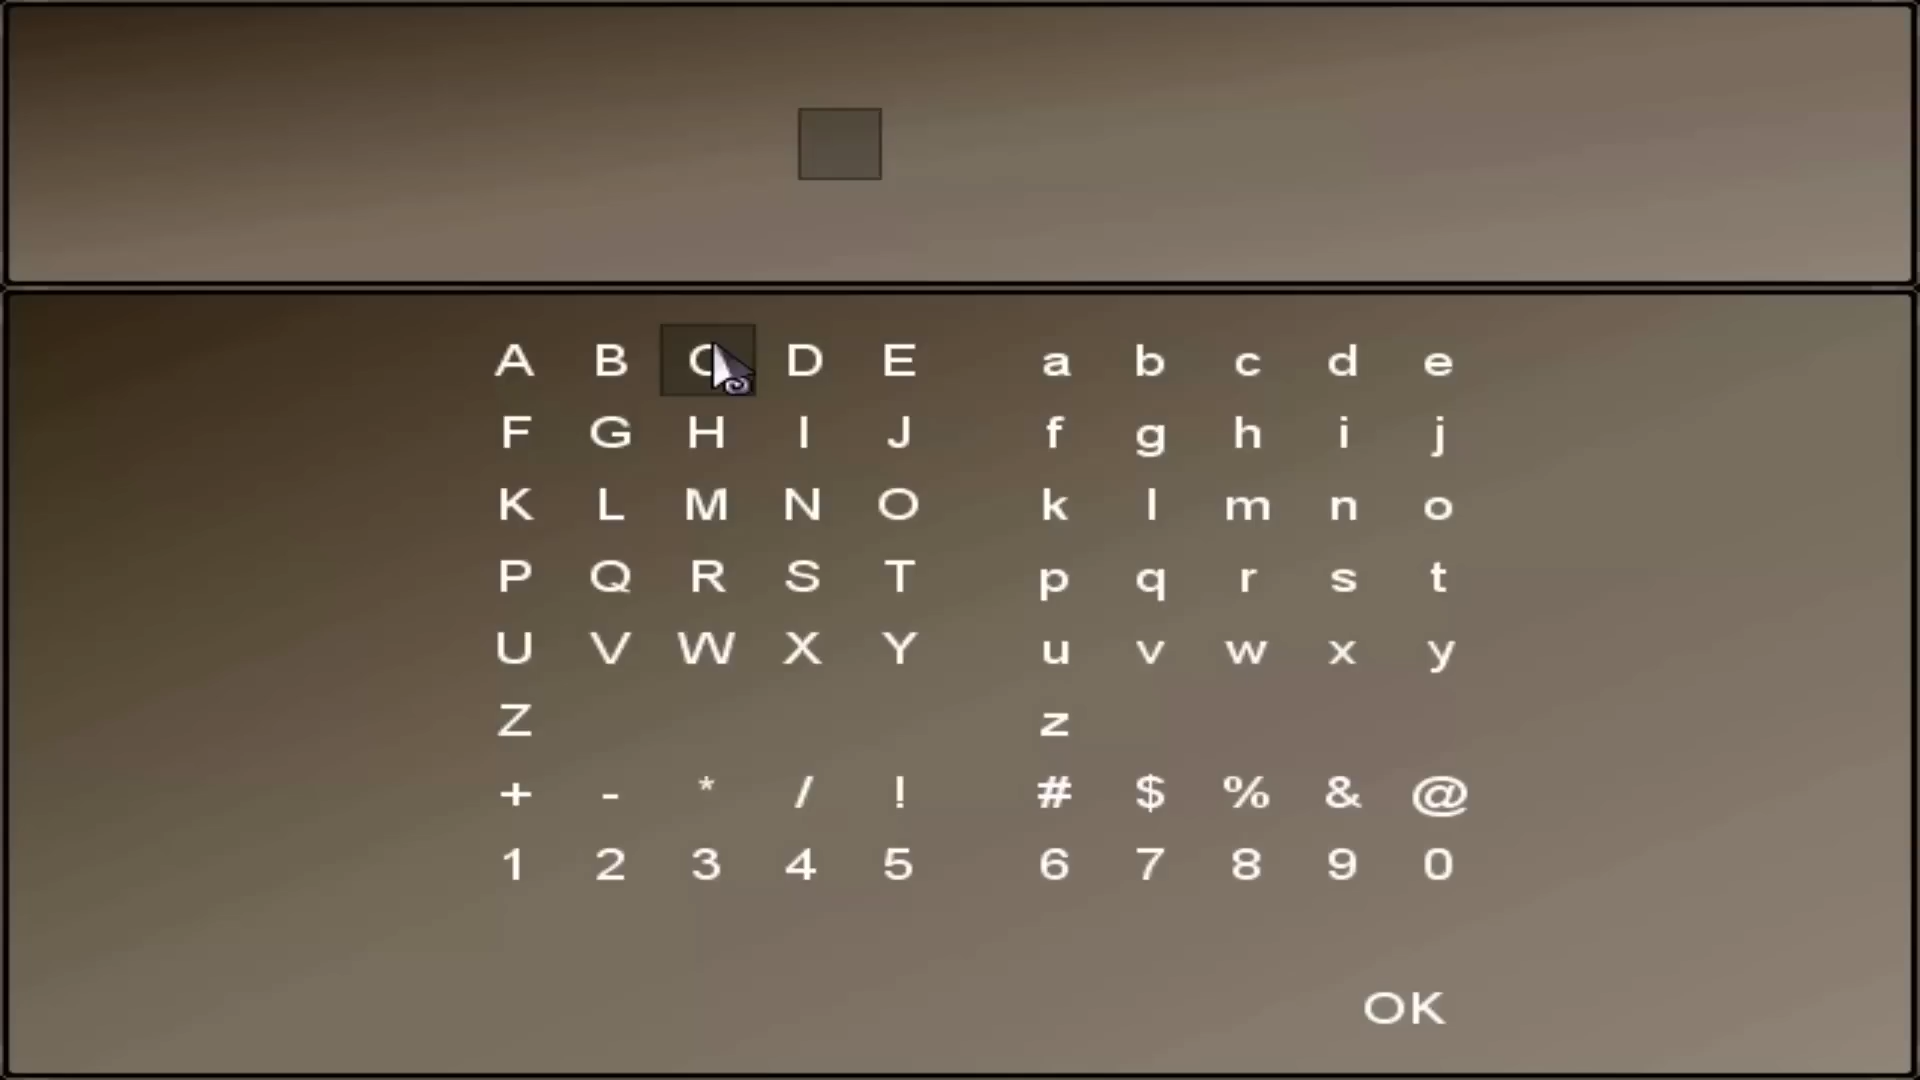 A B C D E a b c d e
F G H I J f g h i j
K L M N O k l m n o
P Q R S T p q r s t
U V W X Y u v w x y
Z z
+ - * / ! # $ % & @
1 2 3 4 5 6 7 8 9 0
OK